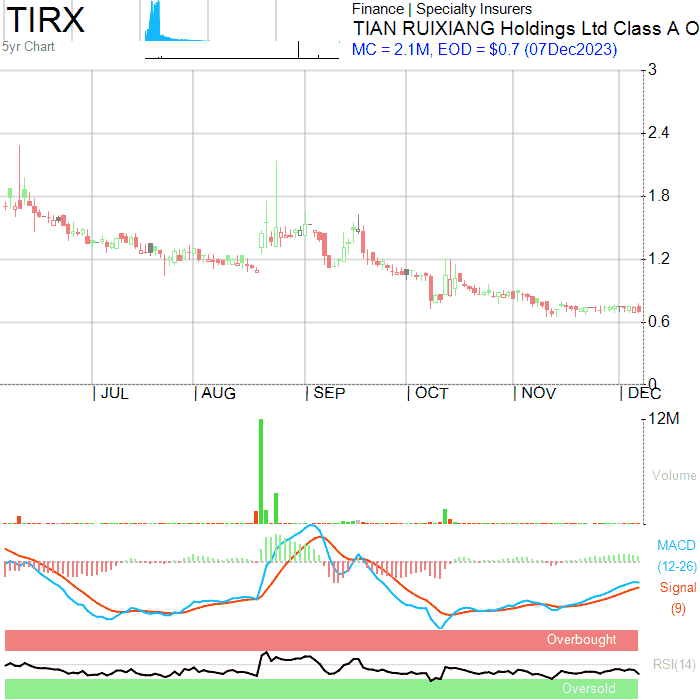 TIRX
5yr Chart
Finance | Specialty Insurers
TIAN RUIXIANG Holdings Ltd Class A O
MC = 2.1M, EOD = $0.7 (07Dec2023)
3
2.4
1.8
1.2
0.6
0
JUL AUG SEP OCT NOV DEC
12M
Volume
MACD
(12-26)
Signal
(9)
Overbought
RSI(14)
Oversold